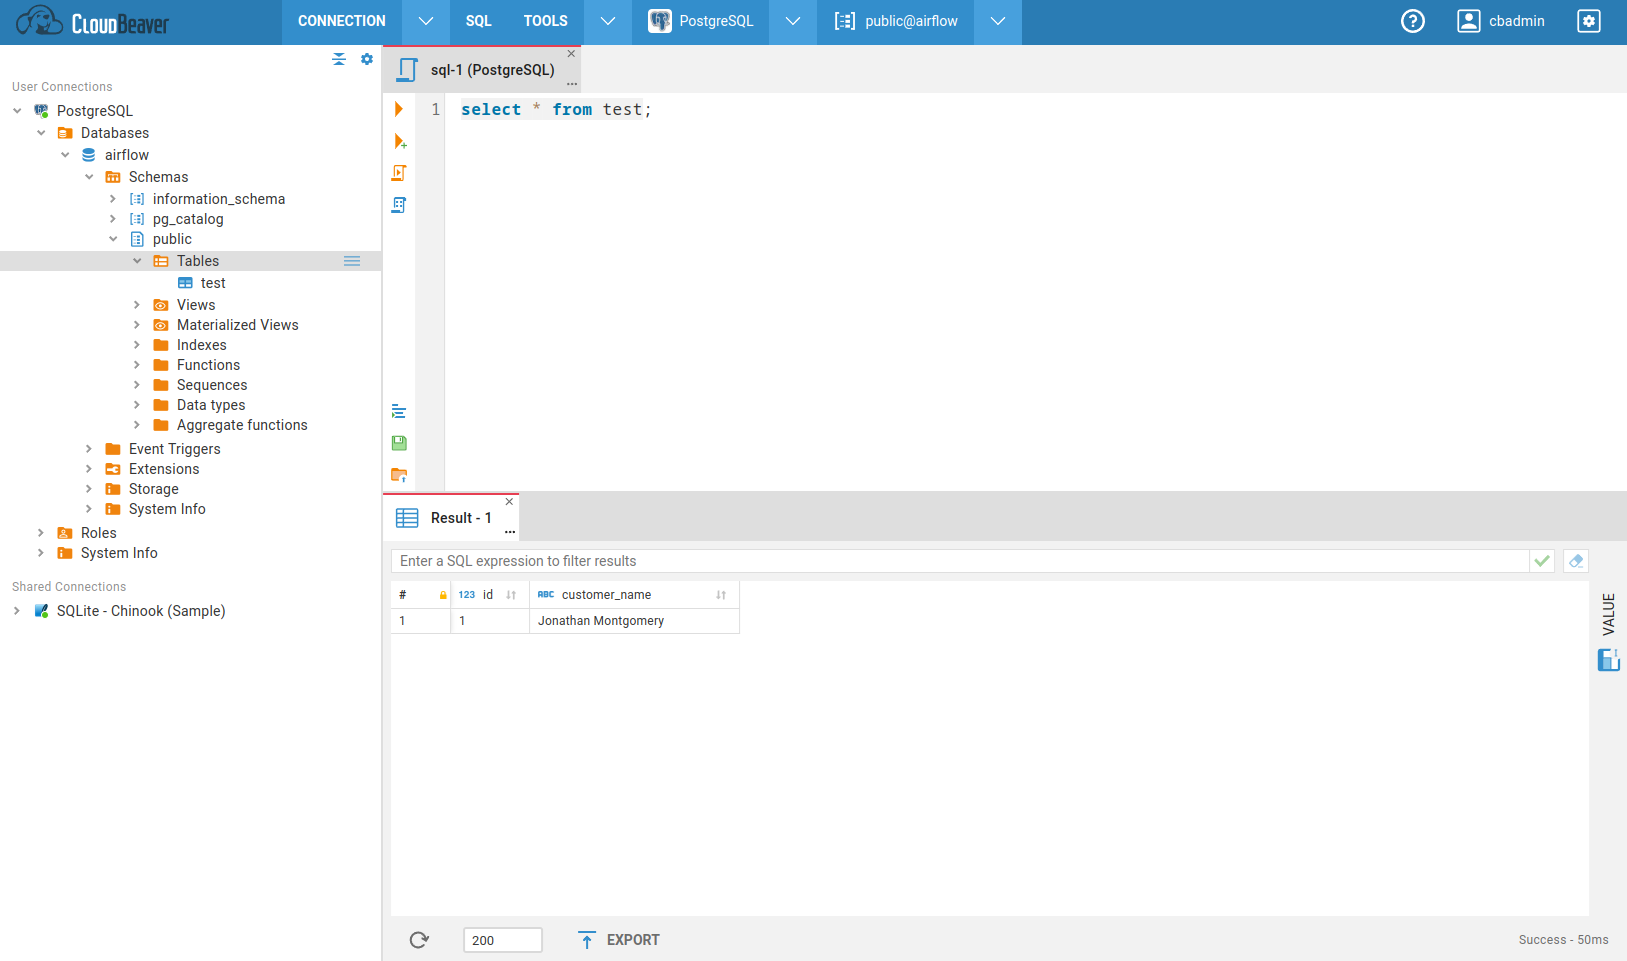 CloudBeaver
CONNECTION
SQL
TOOLS
PostgreSQL
public@airflow
cbadmin
User Connections
PostgreSQL
Databases
airflow
Schemas
information_schema
pg_catalog
public
Tables
test
Views
Materialized Views
Indexes
Functions
Sequences
Data types
Aggregate functions
Event Triggers
Extensions
Storage
System Info
Roles
System Info
Shared Connections
SQLite - Chinook (Sample)
sql-1 (PostgreSQL)
1 select * from test;
Result - 1
Enter a SQL expression to filter results
# 123 id ABC customer_name
1 1 Jonathan Montgomery
VALUE
200
EXPORT
Success - 50ms